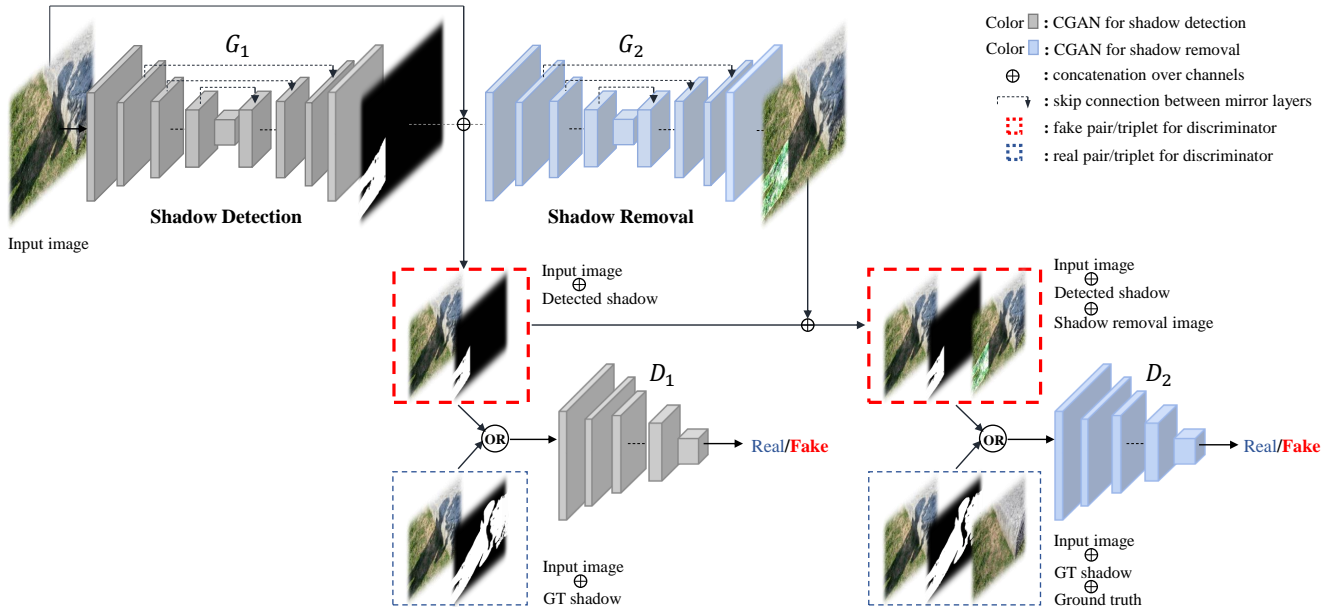 G₁
G₂
Color : CGAN for shadow detection
Color : CGAN for shadow removal
⊕ : concatenation over channels
: skip connection between mirror layers
: fake pair/triplet for discriminator
: real pair/triplet for discriminator
⊕
Shadow Detection
Shadow Removal
Input image
Input image
⊕
Detected shadow
Input image
⊕
Detected shadow
⊕
Shadow removal image
⊕
D₁
D₂
OR
Real/Fake
OR
Real/Fake
Input image
⊕
GT shadow
Input image
⊕
GT shadow
⊕
Ground truth